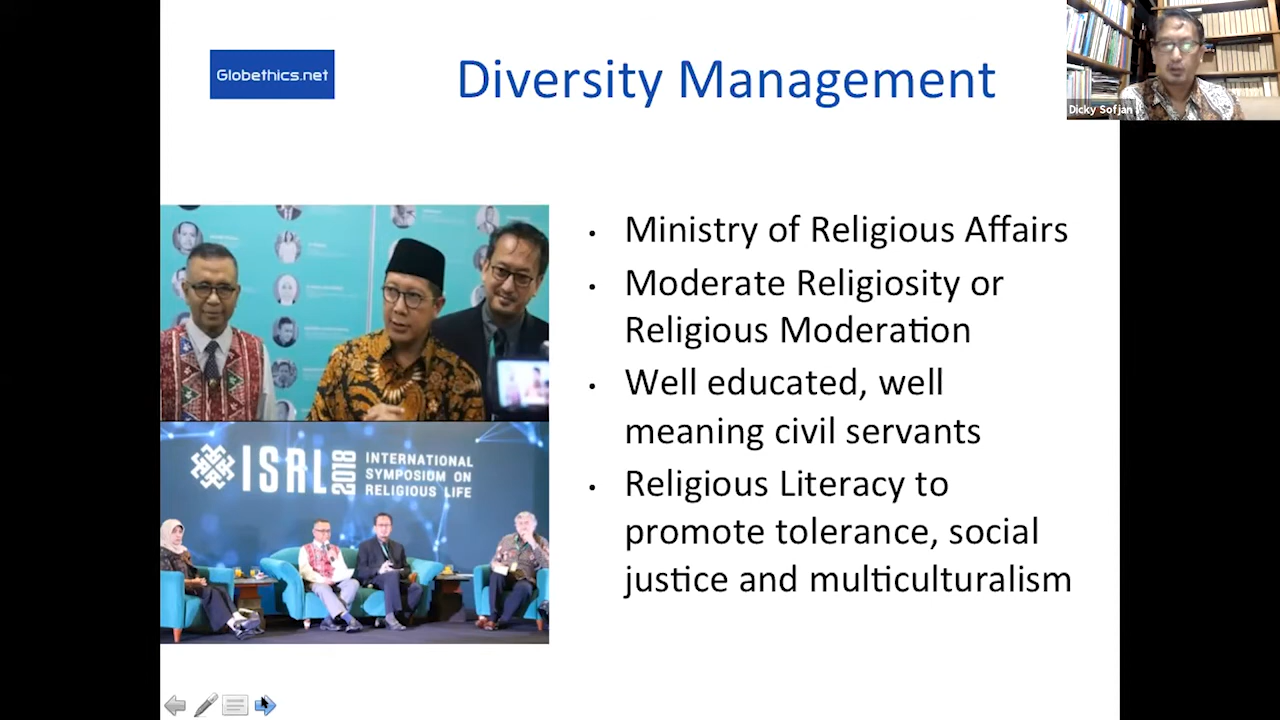 Globethics.net
Diversity Management
Dicky Sofjan
• Ministry of Religious Affairs
• Moderate Religiosity or
Religious Moderation
• Well educated, well
meaning civil servants
• Religious Literacy to
promote tolerance, social
justice and multiculturalism
ISRL
2018
INTERNATIONAL
SYMPOSIUM ON
RELIGIOUS LIFE